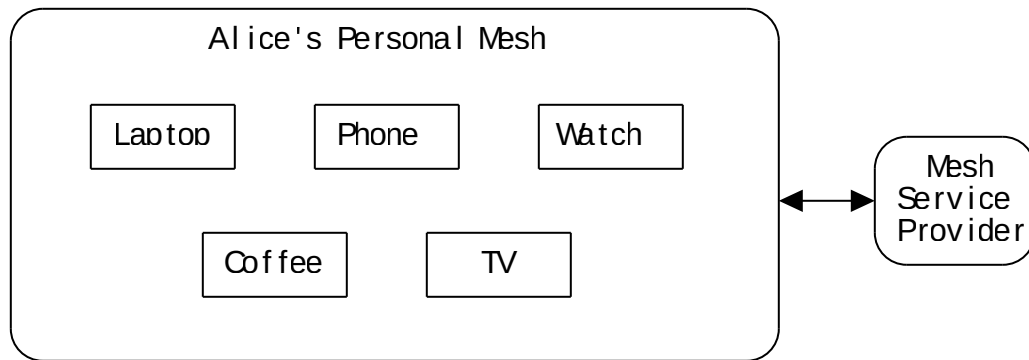 Alice's Personal Mesh
Laptop
Phone
Watch
Mesh
Service
Provider
Coffee
TV